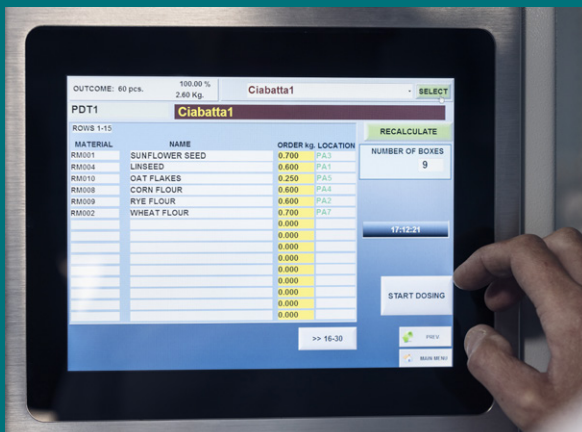 OUTCOME: 60 pcs. 100.00 % 2.60 Kg. Ciabatta1 SELECT
PDT1 Ciabatta1
ROWS 1-15 RECALCULATE
MATERIAL NAME ORDER kg. LOCATION NUMBER OF BOXES
RM001 SUNFLOWER SEED 0.700 PA3 9
RM004 LINSEED 0.600 PA1
RM010 OAT FLAKES 0.250 PA5
RM008 CORN FLOUR 0.600 PA4
RM009 RYE FLOUR 0.600 PA2
RM002 WHEAT FLOUR 0.700 PA7
0.000
0.000 17:12:21
0.000
0.000
0.000
0.000
0.000 START DOSING
0.000
0.000
>> 16-30 PREV
MAIN MENU